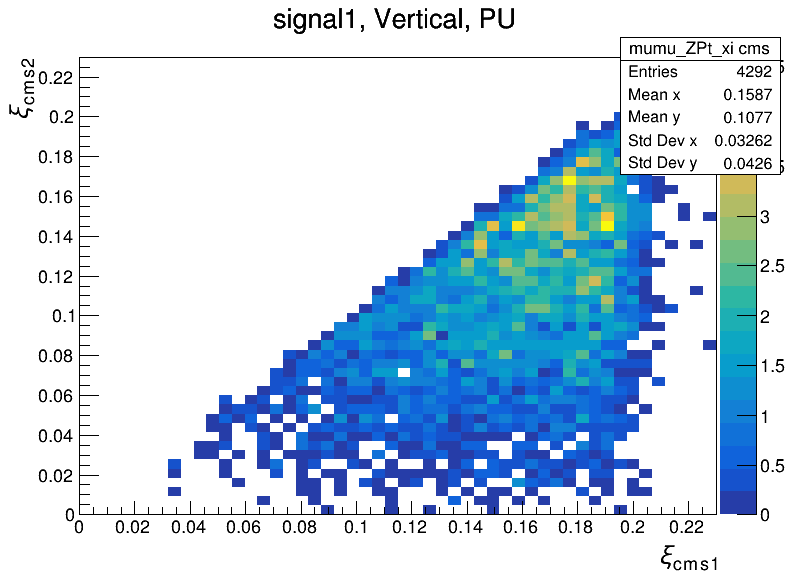 signal1, Vertical, PU
mumu_ZPt_xi cms
Entries 4292
Mean x 0.1587
Mean y 0.1077
Std Dev x 0.03262
Std Dev y 0.0426
ξcms2
0.22
0.2
0.18
0.16
0.14
0.12
0.1
0.08
0.06
0.04
0.02
0
3
2.5
2
1.5
1
0.5
0
0 0.02 0.04 0.06 0.08 0.1 0.12 0.14 0.16 0.18 0.2 0.22
ξcms1